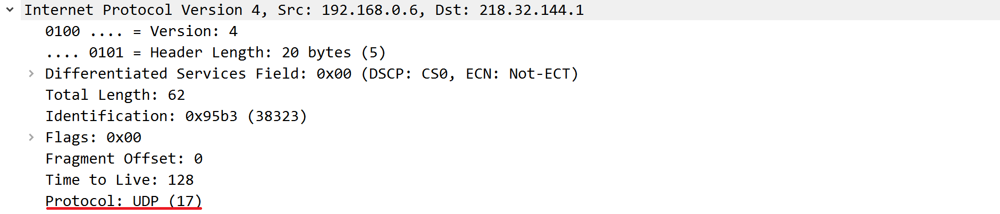 Internet Protocol Version 4, Src: 192.168.0.6, Dst: 218.32.144.1
0100 .... = Version: 4
.... 0101 = Header Length: 20 bytes (5)
Differentiated Services Field: 0x00 (DSCP: CS0, ECN: Not-ECT)
Total Length: 62
Identification: 0x95b3 (38323)
Flags: 0x00
Fragment Offset: 0
Time to Live: 128
Protocol: UDP (17)